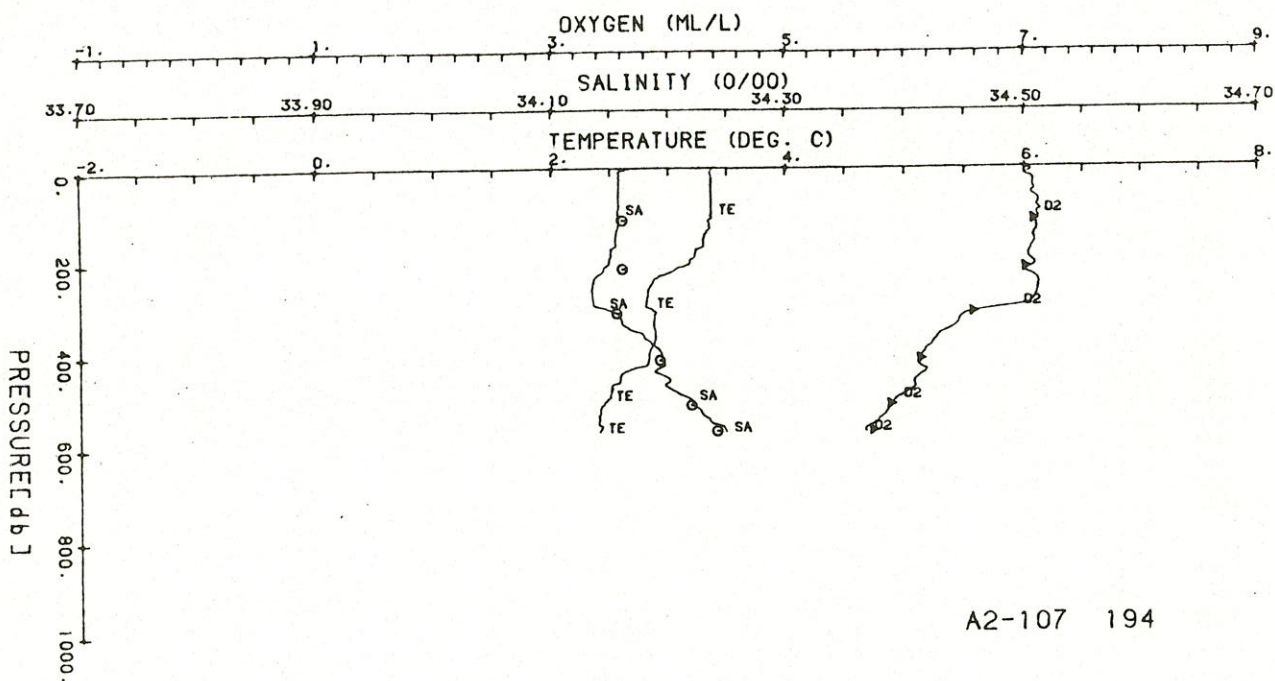 OXYGEN (ML/L)
-1. 1. 3. 5. 7. 9.
SALINITY (O/OO)
33.70 33.90 34.10 34.30 34.50 34.70
TEMPERATURE (DEG. C)
-2. 0. 2. 4. 6. 8.
0.
SA TE O2
200.
SA TE O2
400.
TE SA O2
TE SA O2
600.
800.
1000.
PRESSURE[db]
A2-107 194